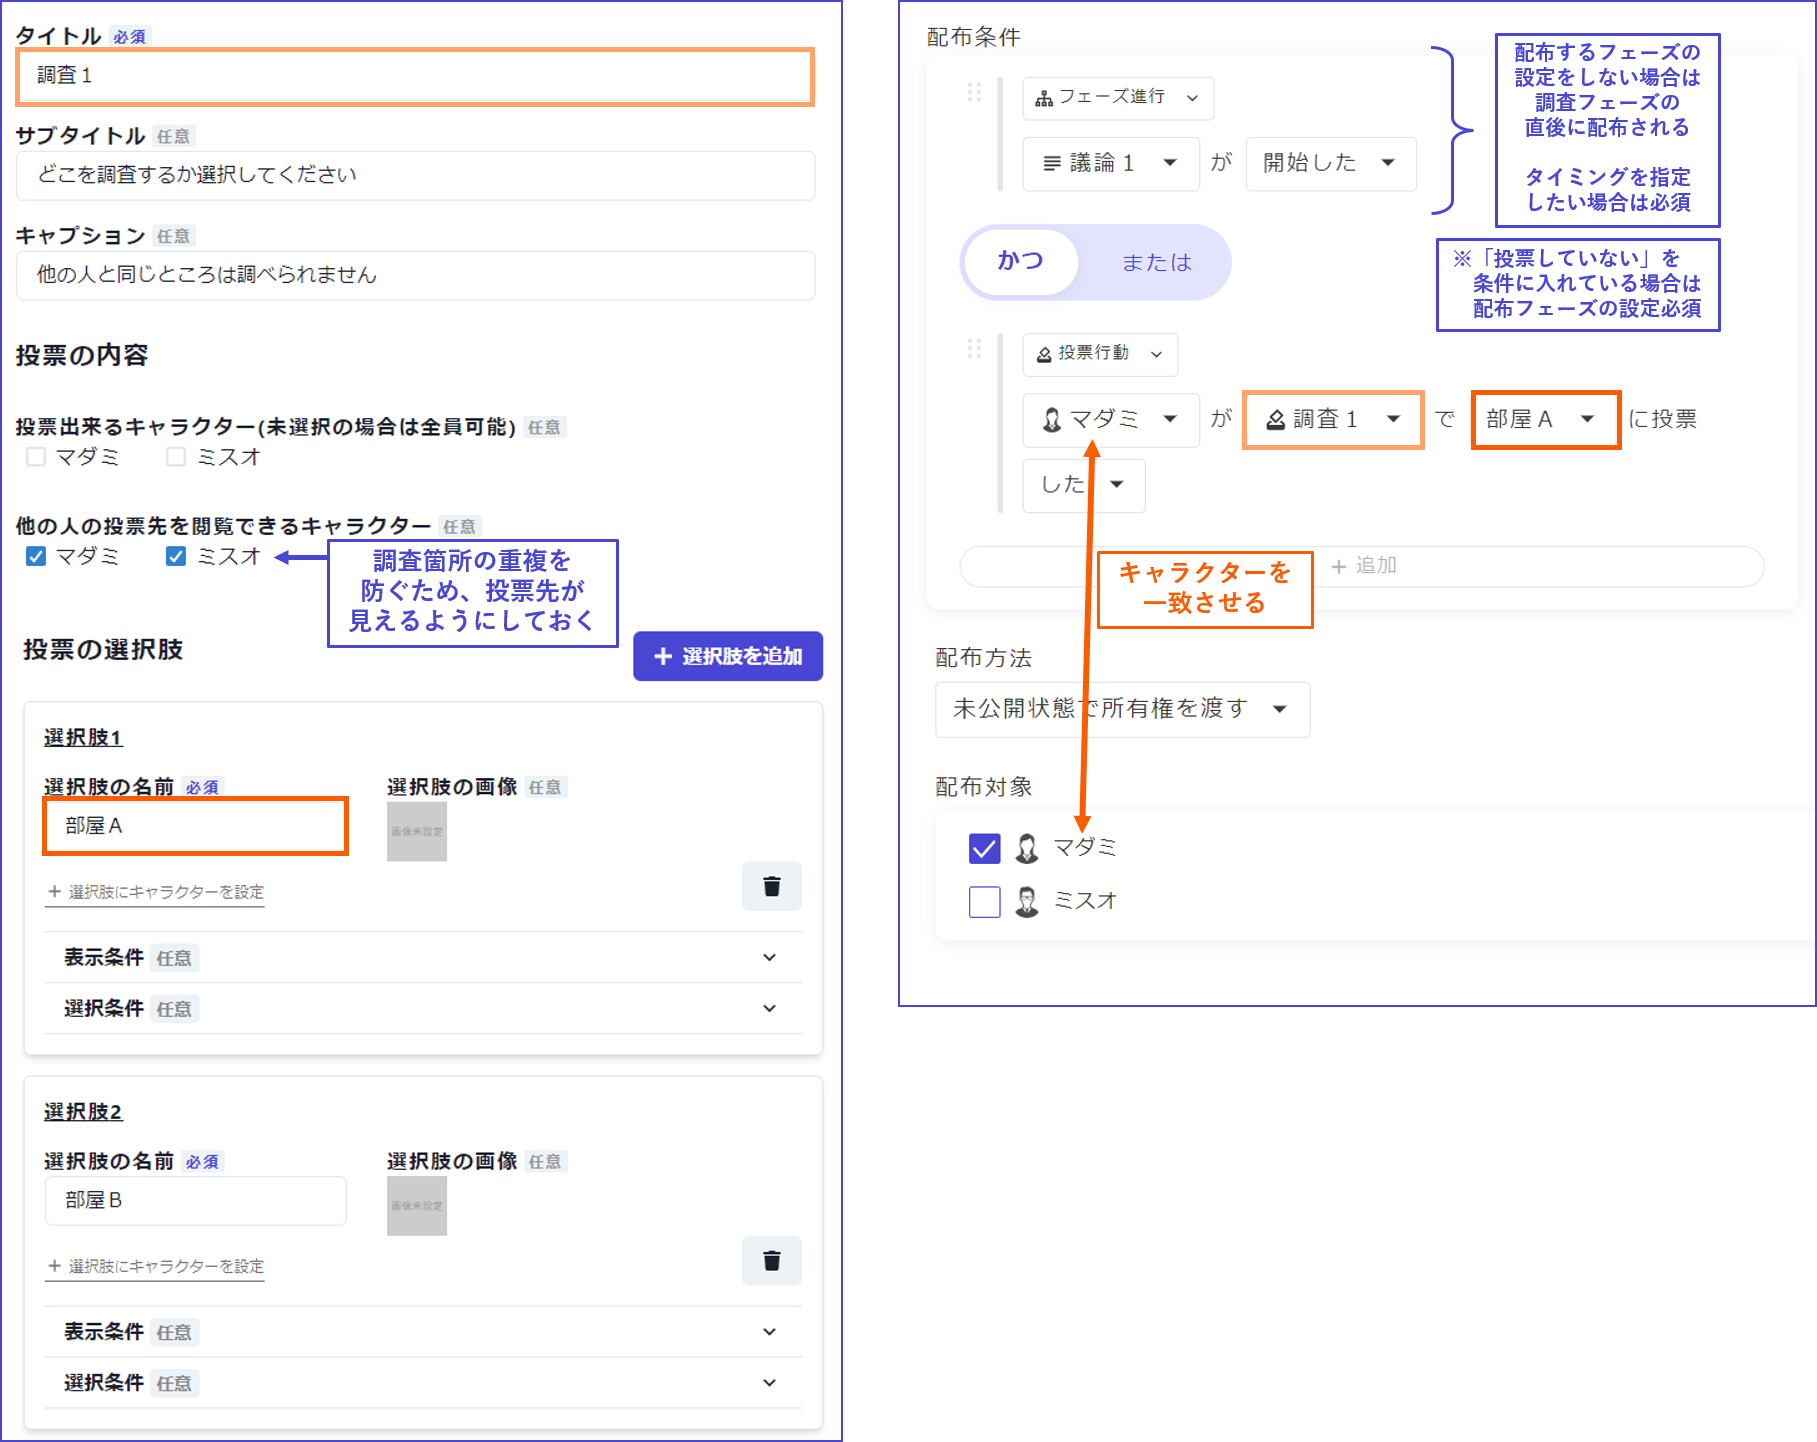 タイトル 必須
調査１
サブタイトル 任意
どこを調査するか選択してください
キャプション 任意
他の人と同じところは調べられません
投票の内容
投票出来るキャラクター(未選択の場合は全員可能) 任意
マダミ ミスオ
他の人の投票先を閲覧できるキャラクター 任意
マダミ ミスオ
調査箇所の重複を
防ぐため、投票先が
見えるようにしておく
投票の選択肢
＋ 選択肢を追加
選択肢1
選択肢の名前 必須 選択肢の画像 任意
部屋Ａ
画像未設定
＋ 選択肢にキャラクターを設定
表示条件 任意
選択条件 任意
選択肢2
選択肢の名前 必須 選択肢の画像 任意
部屋Ｂ
画像未設定
＋ 選択肢にキャラクターを設定
表示条件 任意
選択条件 任意
配布条件
フェーズ進行
議論１ が 開始した
配布するフェーズの
設定をしない場合は
調査フェーズの
直後に配布される
タイミングを指定
したい場合は必須
かつ または
※「投票していない」を
条件に入れている場合は
配布フェーズの設定必須
投票行動
マダミ が 調査１ で 部屋Ａ に投票
した
＋ 追加
キャラクターを
一致させる
配布方法
未公開状態で所有権を渡す
配布対象
マダミ
ミスオ